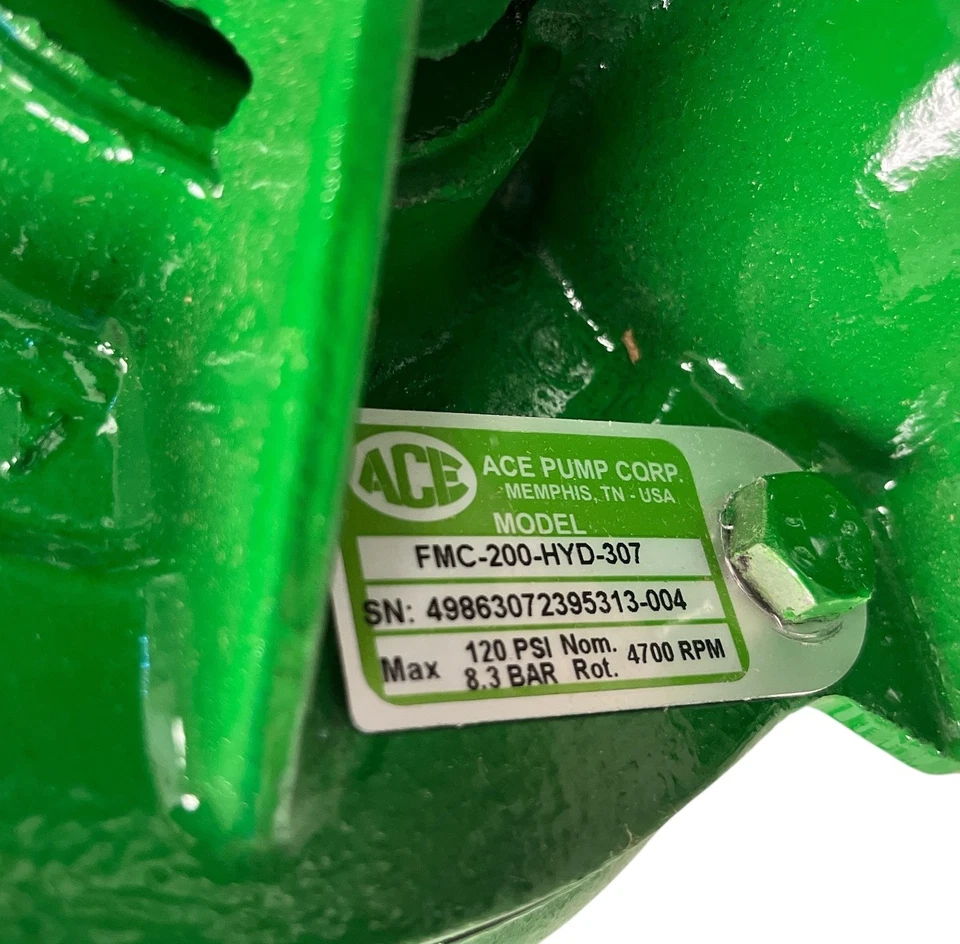 ACE
ACE PUMP CORP.
MEMPHIS, TN - USA
MODEL
FMC-200-HYD-307
SN: 49863072395313-004
Max 120 PSI Nom. 4700 RPM
8.3 BAR Rot.